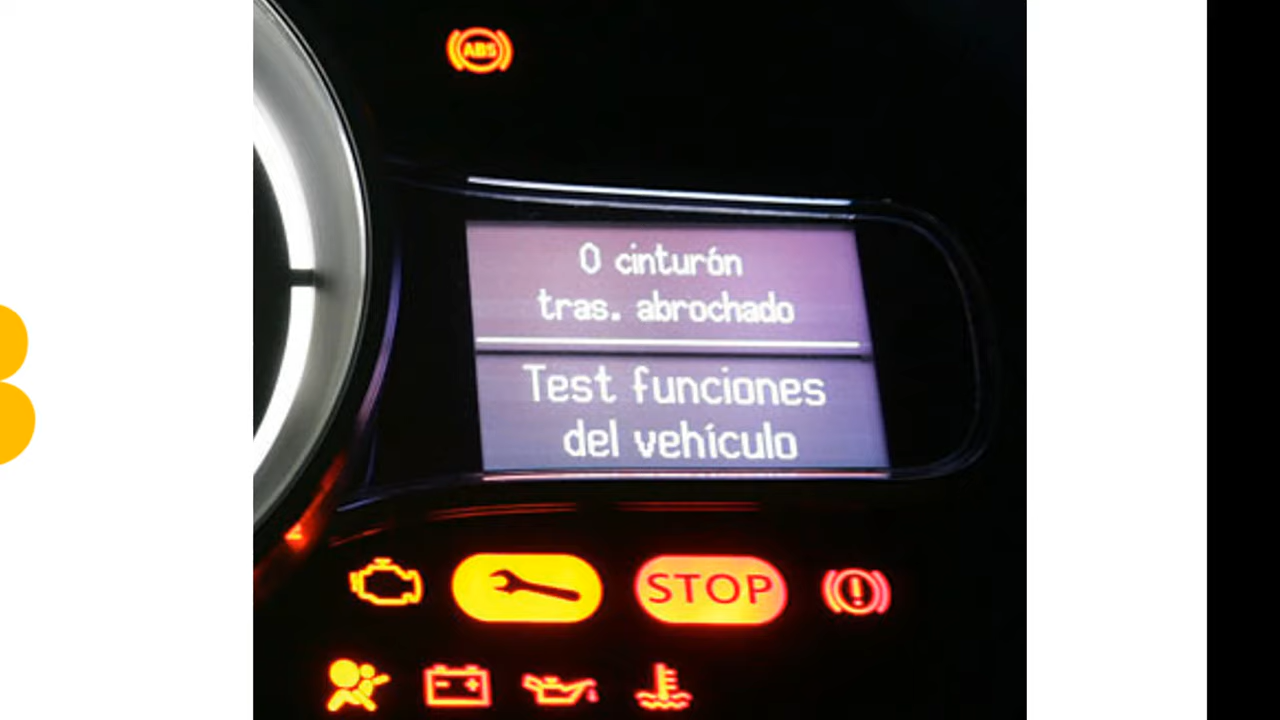 ABS
0 cinturón
tras. abrochado
Test funciones
del vehículo
STOP